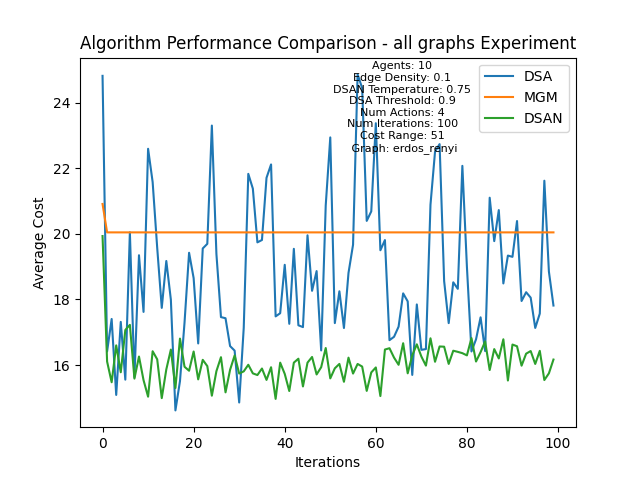 Algorithm Performance Comparison - all graphs Experiment
Agents: 10
Edge Density: 0.1
DSAN Temperature: 0.75
DSA Threshold: 0.9
Num Actions: 4
Num Iterations: 100
Cost Range: 51
Graph: erdos_renyi
DSA
MGM
DSAN
Average Cost
24
22
20
18
16
0 20 40 60 80 100
Iterations